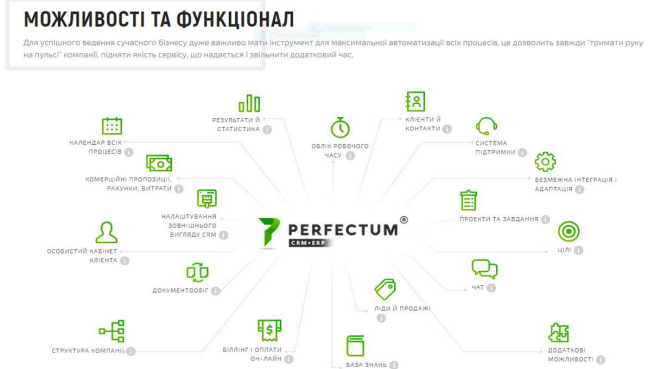 МОЖЛИВОСТІ ТА ФУНКЦІОНАЛ
Для успішного ведення сучасного бізнесу дуже важливо мати інструмент для максимальної автоматизації всіх процесів, це дозволить завжди "тримати руку
на пульсі" компанії, підняти якість сервісу, що надається і звільнити додатковий час.
РЕЗУЛЬТАТИ Й
СТАТИСТИКА
КЛІЄНТИ Й
КОНТАКТИ
КАЛЕНДАР ВСІХ
ПРОЦЕСІВ
ОБЛІК РОБОЧОГО
ЧАСУ
СИСТЕМА
ПІДТРИМКИ
КОМЕРЦІЙНІ ПРОПОЗИЦІЇ,
РАХУНКИ, ВИТРАТИ
БЕЗМЕЖНА ІНТЕГРАЦІЯ І
АДАПТАЦІЯ
НАЛАШТУВАННЯ
ЗОВНІШНЬОГО
ВИГЛЯДУ CRM
ПРОЕКТИ ТА ЗАВДАННЯ
PERFECTUM®
CRM+ERP
ОСОБИСТИЙ КАБІНЕТ
КЛІЄНТА
ЦІЛІ
ДОКУМЕНТООБІГ
ЧАТ
ЛІДИ Й ПРОДАЖІ
СТРУКТУРА КОМПАНІЇ
БІЛЛІНГ І ОПЛАТИ
ОН-ЛАЙН
БАЗА ЗНАНЬ
ДОДАТКОВІ
МОЖЛИВОСТІ